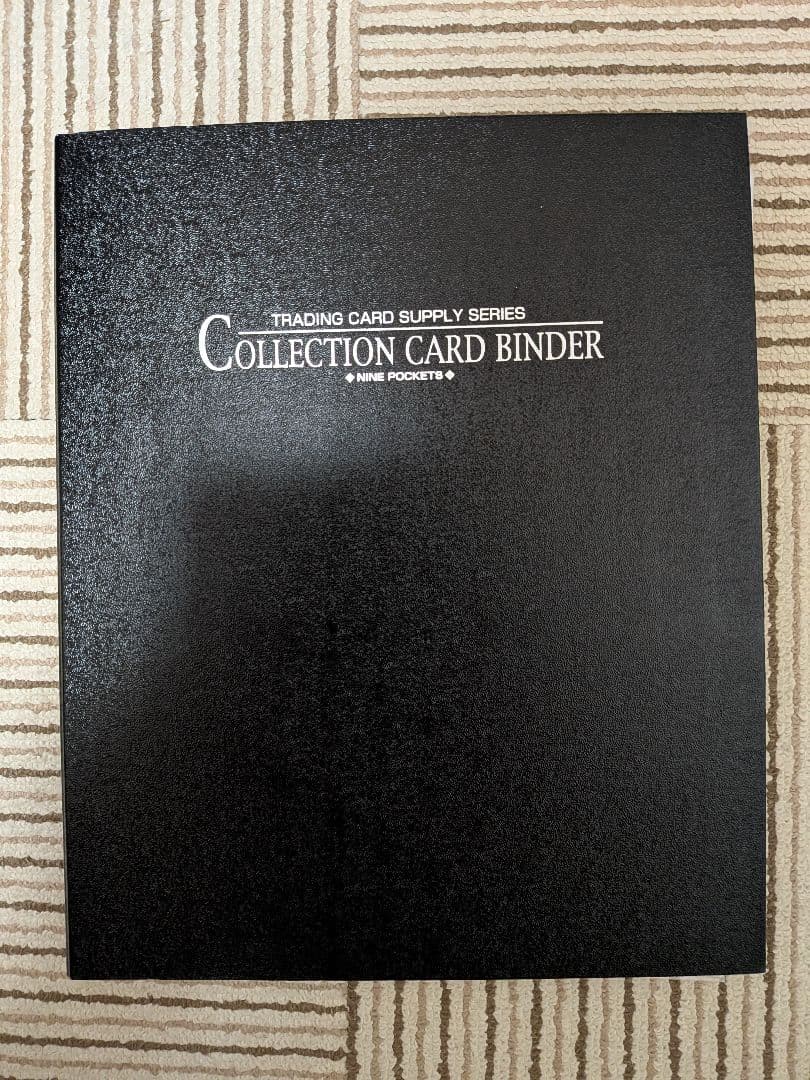 TRADING CARD SUPPLY SERIES
COLLECTION CARD BINDER
◆NINE POCKETS◆